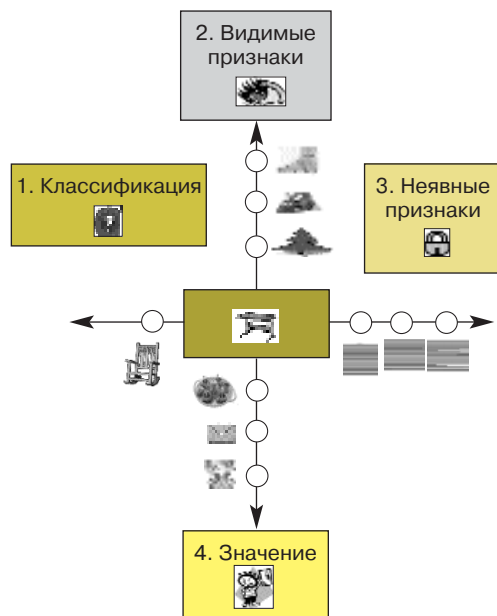 2. Видимые
признаки
1. Классификация
3. Неявные
признаки
4. Значение